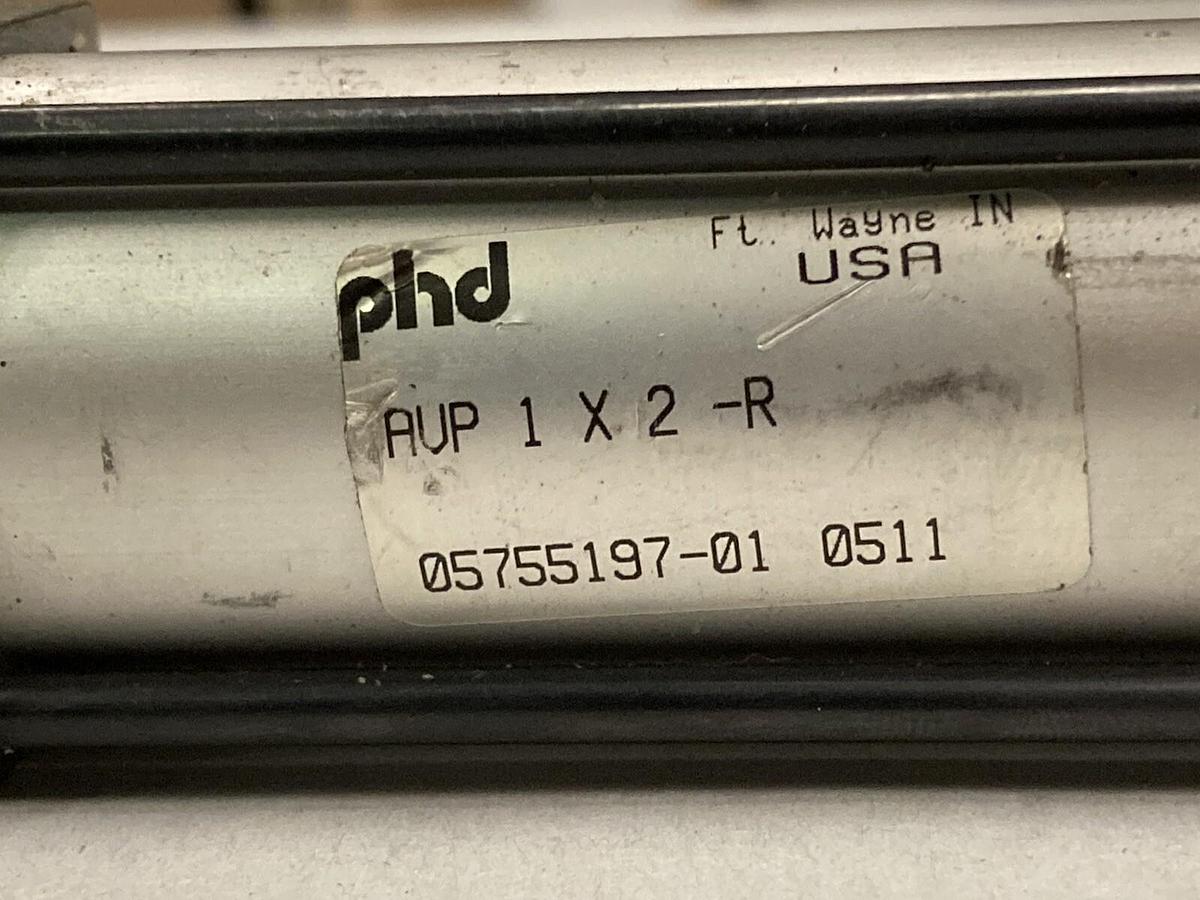 phd
Ft. Wayne IN
USA
AVP 1 X 2 -R
05755197-01 0511